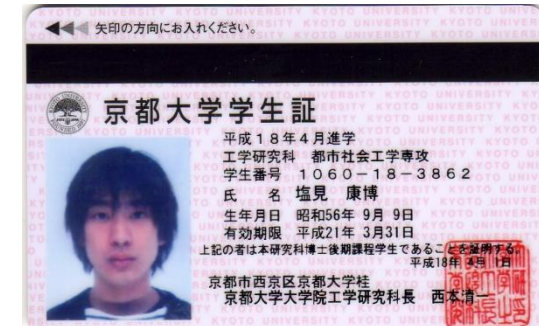 矢印の方向にお入れください。
京都大学学生証
平成18年4月進学
工学研究科 都市社会工学専攻
学生番号 1060-18-3862
氏 名 塩見 康博
生年月日 昭和56年 9月 9日
有効期限 平成21年 3月31日
上記の者は本研究科博士後期課程学生であることを証明する。
平成18年 4月 1日
京都市西京区京都大学桂
京都大学大学院工学研究科長 西本清一